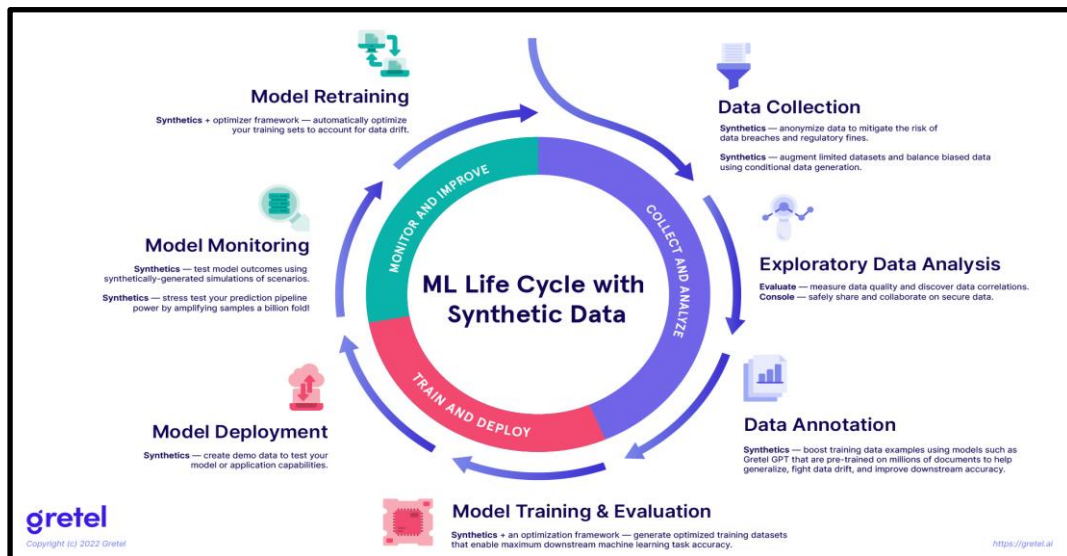 Model Retraining
Synthetics + optimizer framework — automatically optimize
your training sets to account for data drift.
Data Collection
Synthetics — anonymize data to mitigate the risk of
data breaches and regulatory fines.
Synthetics — augment limited datasets and balance biased data
using conditional data generation.
Model Monitoring
Synthetics — test model outcomes using
synthetically-generated simulations of scenarios.
Synthetics — stress test your prediction pipeline
power by amplifying samples a billion fold!
MONITOR AND IMPROVE
COLLECT AND ANALYZE
TRAIN AND DEPLOY
ML Life Cycle with
Synthetic Data
Exploratory Data Analysis
Evaluate — measure data quality and discover data correlations.
Console — safely share and collaborate on secure data.
Model Deployment
Synthetics — create demo data to test your
model or application capabilities.
Data Annotation
Synthetics — boost training data examples using models such as
Gretel GPT that are pre-trained on millions of documents to help
generalize, fight data drift, and improve downstream accuracy.
Model Training & Evaluation
Synthetics + an optimization framework — generate optimized training datasets
that enable maximum downstream machine learning task accuracy.
gretel
Copyright (c) 2022 Gretel
https://gretel.ai